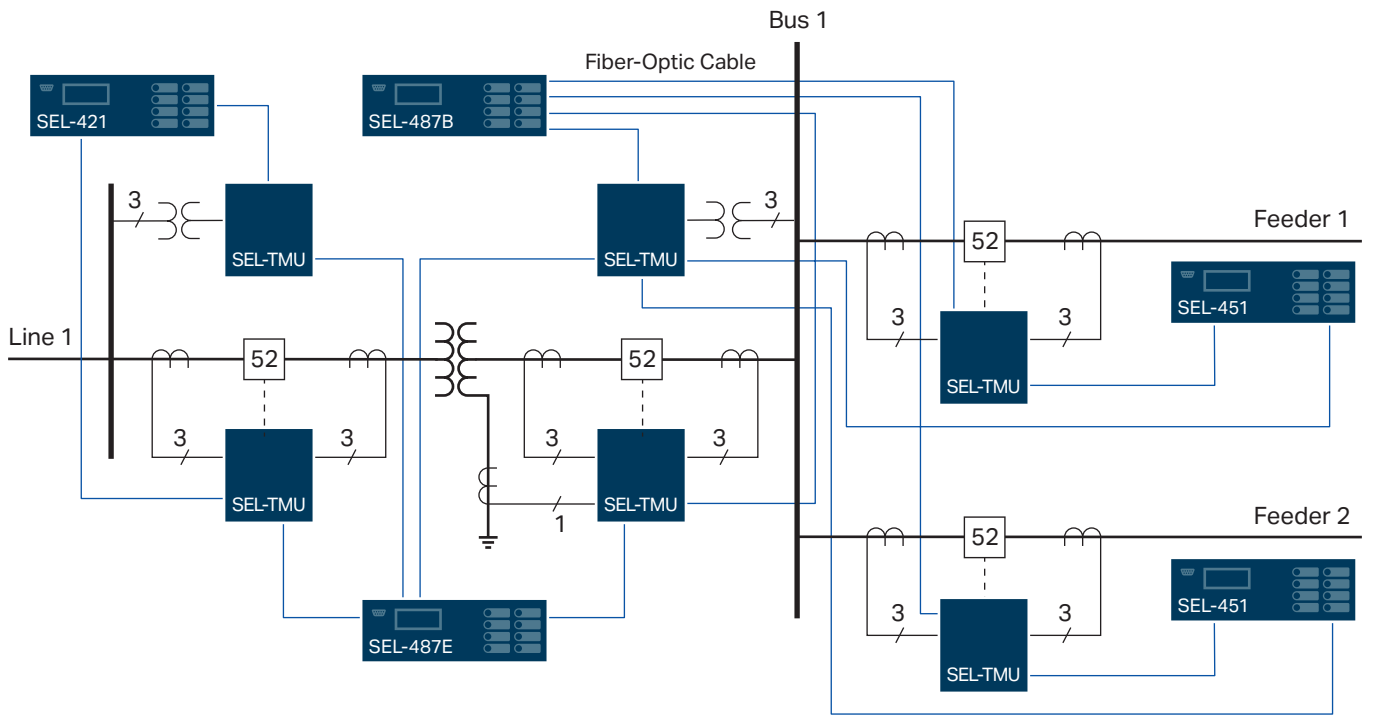 Bus 1
Fiber-Optic Cable
SEL-421
SEL-487B
3
3
SEL-TMU
SEL-TMU
Feeder 1
52
SEL-451
3
3
SEL-TMU
Line 1
52
52
3
3
3
3
SEL-TMU
SEL-TMU
1
Feeder 2
52
SEL-451
3
3
SEL-TMU
SEL-487E